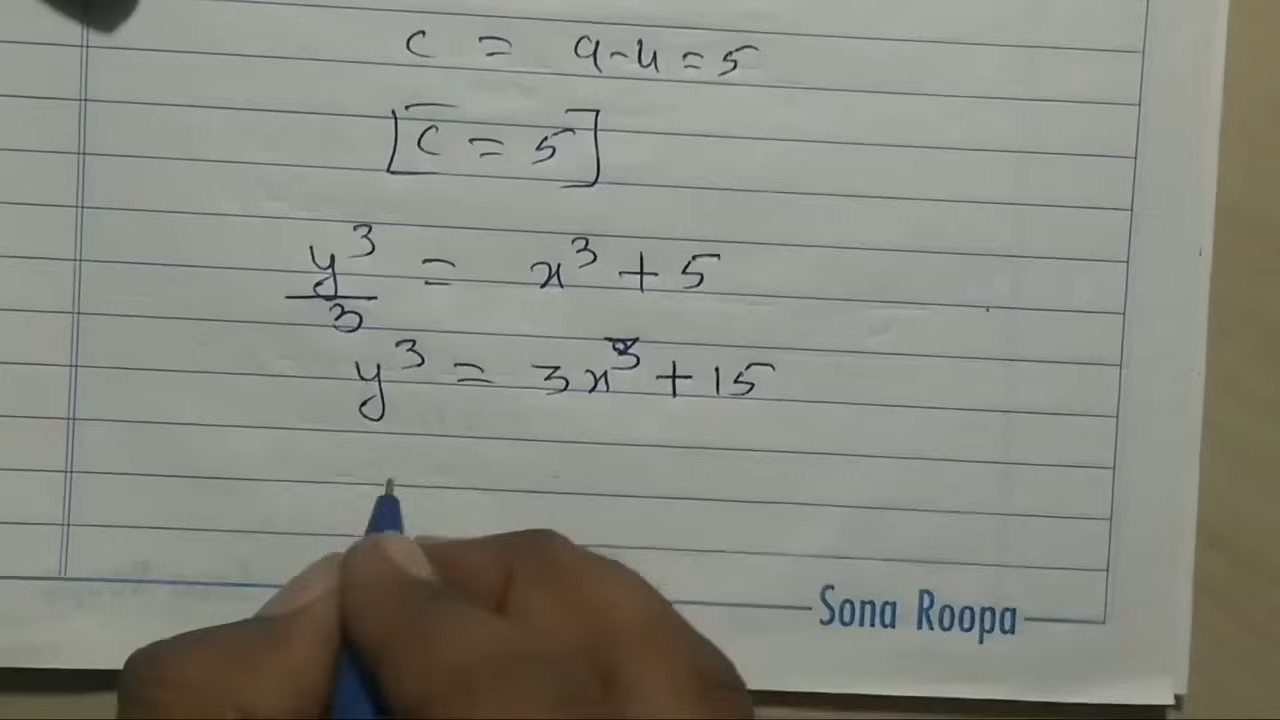 c = 9-4 = 5
c = 5
y³/3 = x³ + 5
y³ = 3x³ + 15
Sona Roopa